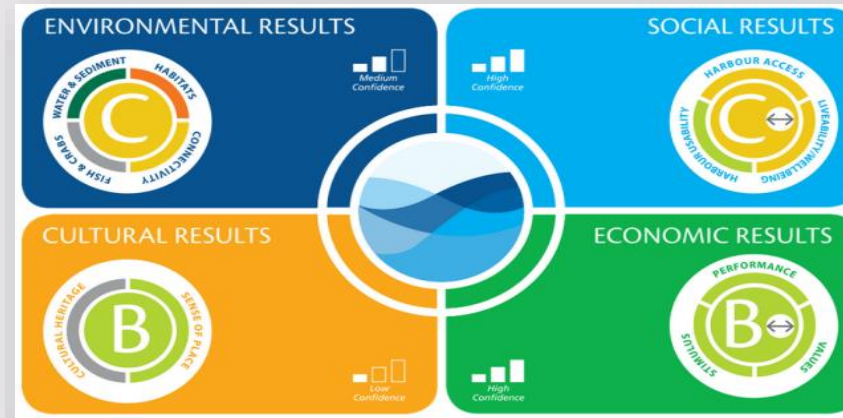 ENVIRONMENTAL RESULTS
WATER & SEDIMENT
HABITATS
C
FISH & CRABS
CONNECTIVITY
Medium
Confidence
SOCIAL RESULTS
High
Confidence
HARBOUR ACCESS
C
HARBOUR USABILITY
LIVEABILITY/WELLBEING
CULTURAL RESULTS
CULTURAL HERITAGE
SENSE OF PLACE
B
Low
Confidence
ECONOMIC RESULTS
High
Confidence
PERFORMANCE
B
STIMULUS
VALUES